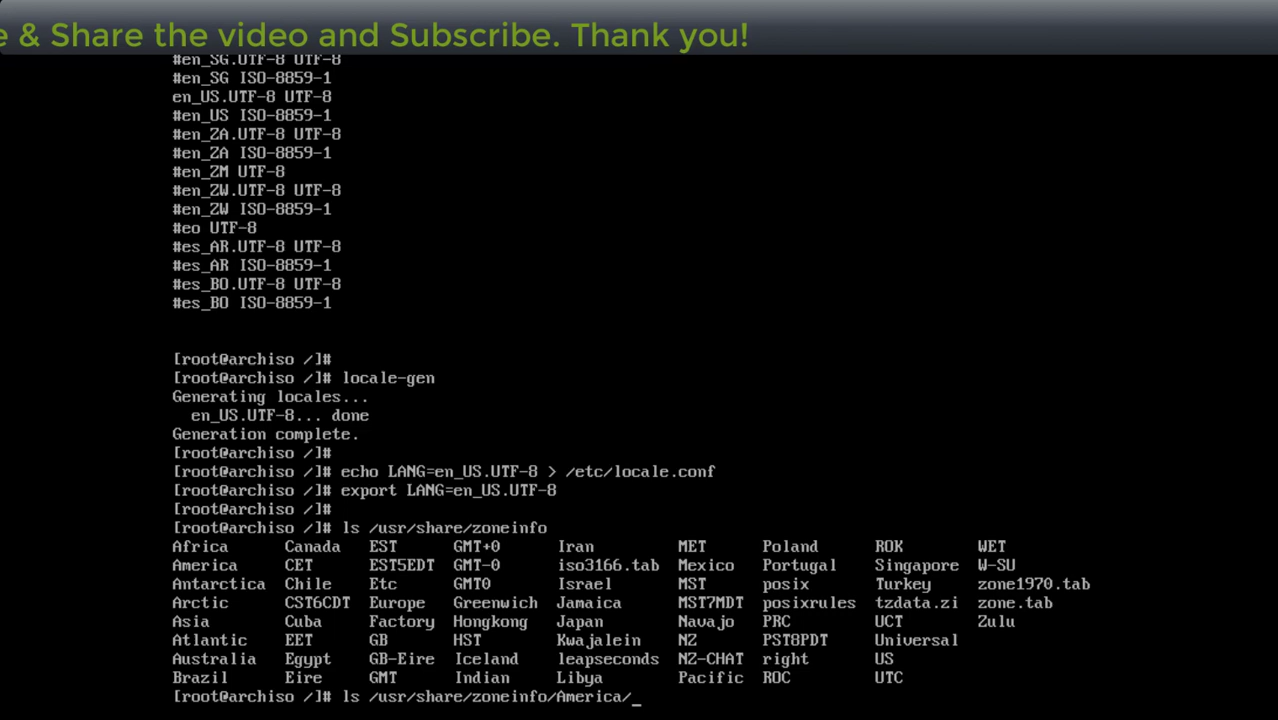 e & Share the video and Subscribe. Thank you!
#en_SG.UTF-8 UTF-8
#en_SG ISO-8859-1
en_US.UTF-8 UTF-8
#en_US ISO-8859-1
#en_ZA.UTF-8 UTF-8
#en_ZA ISO-8859-1
#en_ZM UTF-8
#en_ZW.UTF-8 UTF-8
#en_ZW ISO-8859-1
#eo UTF-8
#es_AR.UTF-8 UTF-8
#es_AR ISO-8859-1
#es_BO.UTF-8 UTF-8
#es_BO ISO-8859-1
[root@archiso /]#
[root@archiso /]# locale-gen
Generating locales...
en_US.UTF-8... done
Generation complete.
[root@archiso /]#
[root@archiso /]# echo LANG=en_US.UTF-8 > /etc/locale.conf
[root@archiso /]# export LANG=en_US.UTF-8
[root@archiso /]#
[root@archiso /]# ls /usr/share/zoneinfo
Africa Canada EST GMT+0 Iran MET Poland ROK WET
America CET EST5EDT GMT-0 iso3166.tab Mexico Portugal Singapore W-SU
Antarctica Chile Etc GMT0 Israel MST posix Turkey zone1970.tab
Arctic CST6CDT Europe Greenwich Jamaica MST7MDT posixrules tzdata.zi zone.tab
Asia Cuba Factory Hongkong Japan Navajo PRC UCT Zulu
Atlantic EET GB HST Kwajalein NZ PST8PDT Universal
Australia Egypt GB-Eire Iceland leapseconds NZ-CHAT right US
Brazil Eire GMT Indian Libya Pacific ROC UTC
[root@archiso /]# ls /usr/share/zoneinfo/America/_